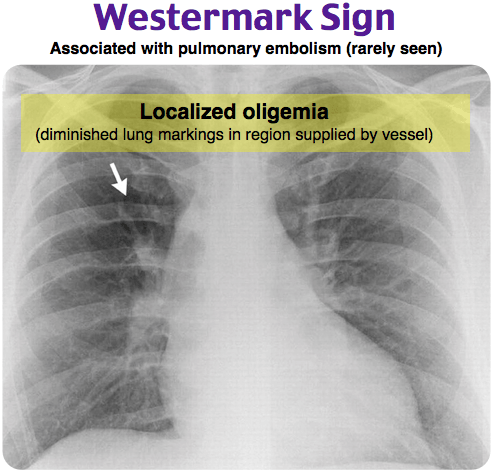 Westermark Sign
Associated with pulmonary embolism (rarely seen)
Localized oligemia
(diminished lung markings in region supplied by vessel)